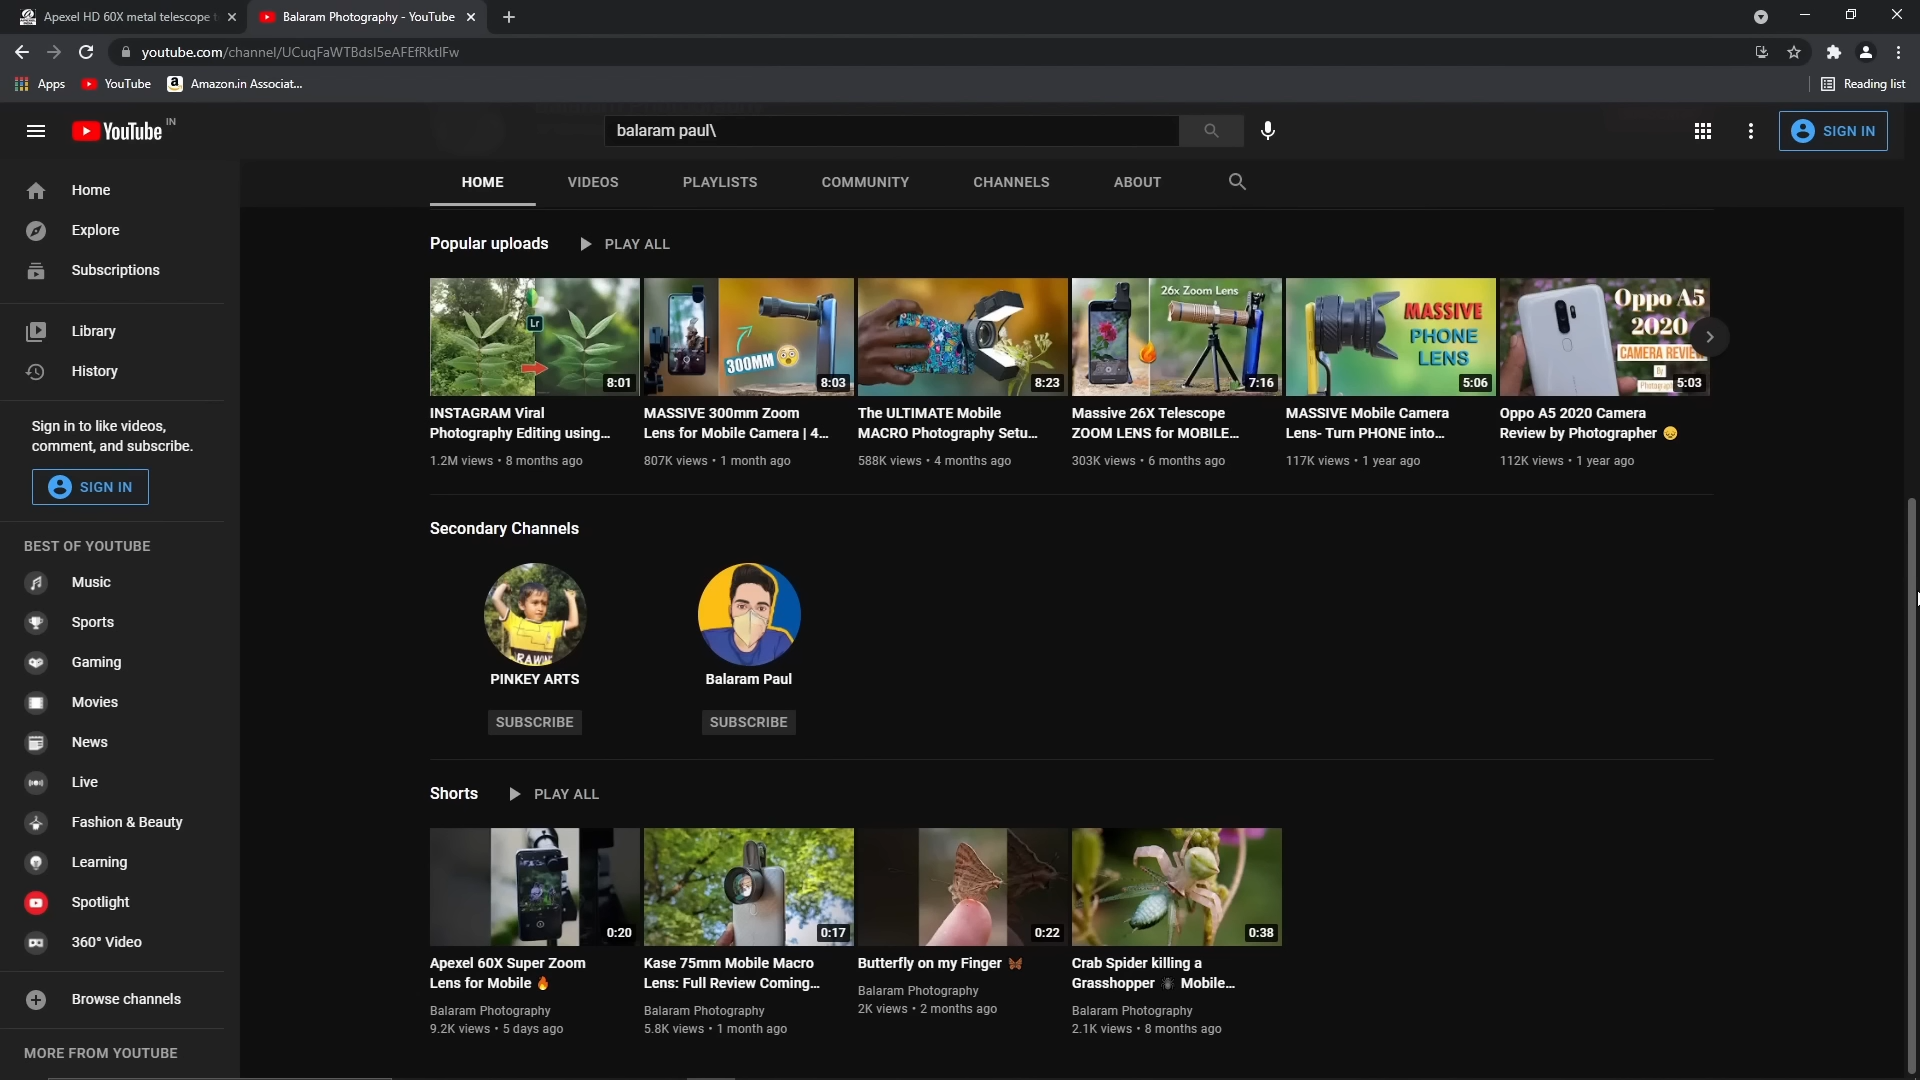 Apexel HD 60X metal telescope t
Balaram Photography - YouTube
youtube.com/channel/UCuqFaWTBdsI5eAFEfRktlFw
Apps
YouTube
Amazon.in Associat...
Reading list
YouTube IN
balaram paul\
SIGN IN
Home
Explore
Subscriptions
Library
History
Sign in to like videos,
comment, and subscribe.
SIGN IN
BEST OF YOUTUBE
Music
Sports
Gaming
Movies
News
Live
Fashion & Beauty
Learning
Spotlight
360° Video
Browse channels
MORE FROM YOUTUBE
HOME VIDEOS PLAYLISTS COMMUNITY CHANNELS ABOUT
Popular uploads PLAY ALL
Lr
8:01
INSTAGRAM Viral
Photography Editing using...
1.2M views • 8 months ago
300MM
8:03
MASSIVE 300mm Zoom
Lens for Mobile Camera | 4...
807K views • 1 month ago
8:23
The ULTIMATE Mobile
MACRO Photography Setu...
588K views • 4 months ago
26x Zoom Lens
7:16
Massive 26X Telescope
ZOOM LENS for MOBILE...
303K views • 6 months ago
MASSIVE
PHONE
LENS
5:06
MASSIVE Mobile Camera
Lens- Turn PHONE into...
117K views • 1 year ago
Oppo A5
2020
CAMERA REVIEW
By
5:03
Oppo A5 2020 Camera
Review by Photographer 😞
112K views • 1 year ago
Secondary Channels
PINKEY ARTS
SUBSCRIBE
Balaram Paul
SUBSCRIBE
Shorts PLAY ALL
0:20
Apexel 60X Super Zoom
Lens for Mobile 🔥
Balaram Photography
9.2K views • 5 days ago
0:17
Kase 75mm Mobile Macro
Lens: Full Review Coming...
Balaram Photography
5.8K views • 1 month ago
0:22
Butterfly on my Finger 🦋
Balaram Photography
2K views • 2 months ago
0:38
Crab Spider killing a
Grasshopper 🕷 Mobile...
Balaram Photography
2.1K views • 8 months ago